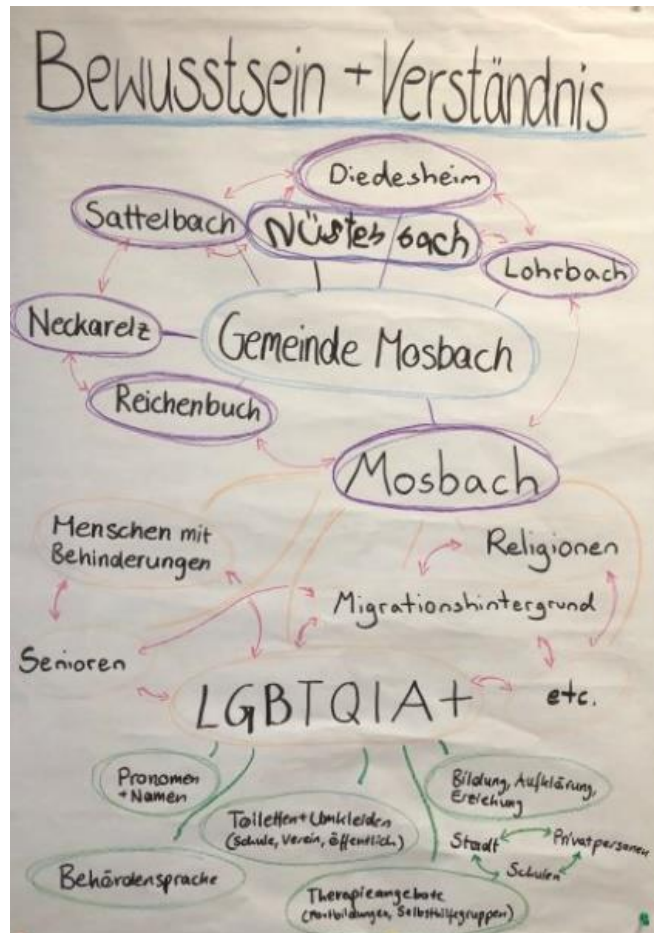 Bewusstsein + Verständnis
Diedesheim
Sattelbach
Nüstenbach
Lohrbach
Neckarelz
Gemeinde Mosbach
Reichenbuch
Mosbach
Menschen mit
Behinderungen
Religionen
Migrationshintergrund
Senioren
LGBTQIA+
etc.
Pronomen
+ Namen
Toiletten + Umkleiden
(Schule, Verein, öffentlich)
Bildung, Aufklärung,
Erziehung
Stadt
Privatpersonen
Schulen
Behördensprache
Therapieangebote
(Fortbildungen, Selbsthilfegruppen)